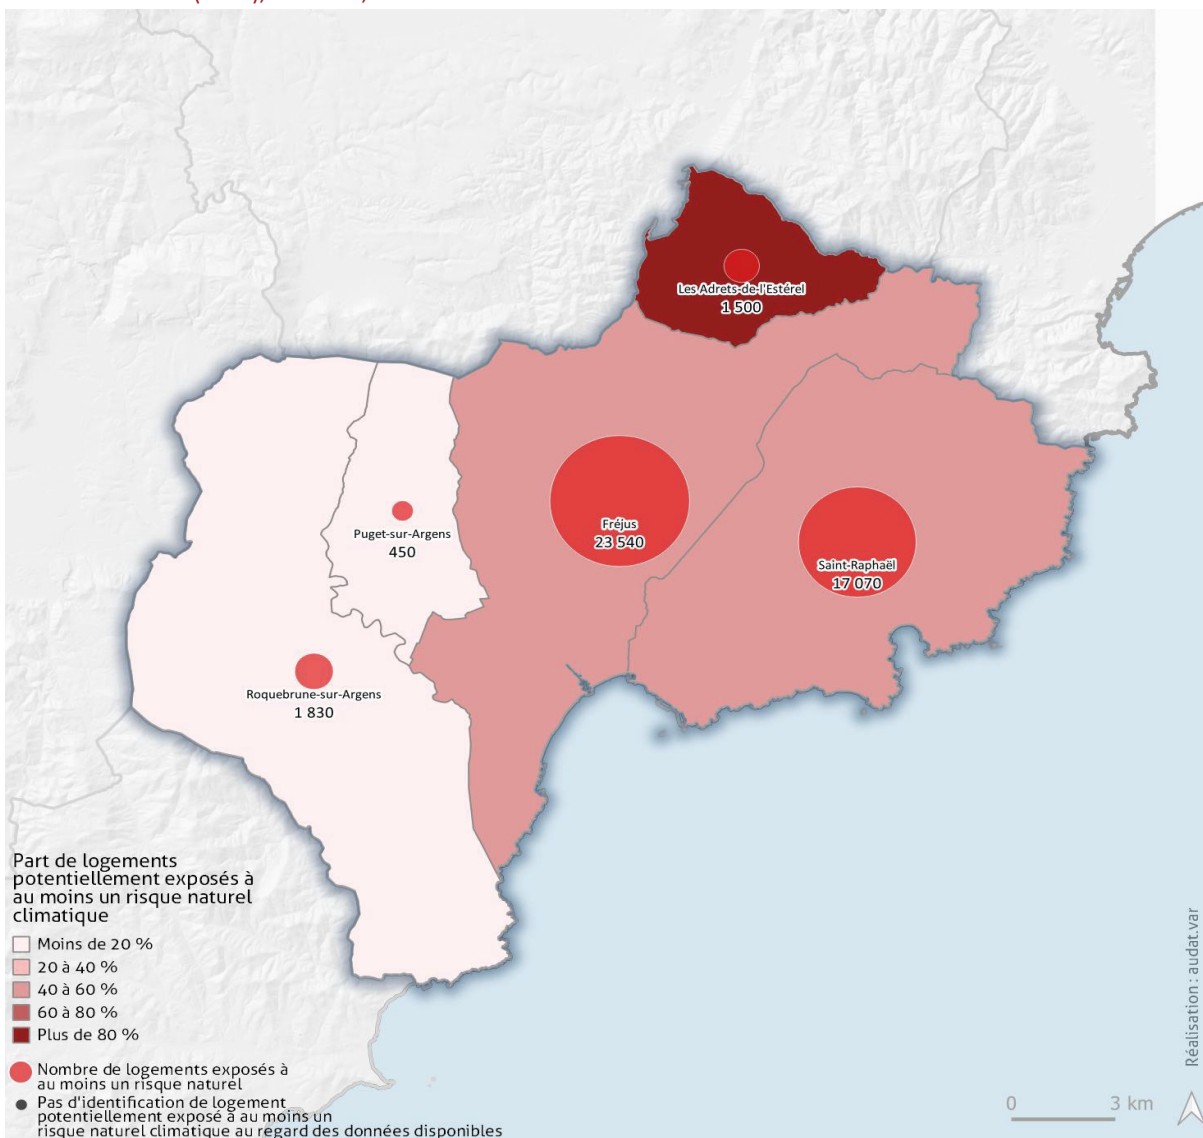 Les Adrets-de-l'Estérel
1 500
Fréjus
23 540
Saint-Raphaël
17 070
Puget-sur-Argens
450
Roquebrune-sur-Argens
1 830
Part de logements
potentiellement exposés à
au moins un risque naturel
climatique
Moins de 20 %
20 à 40 %
40 à 60 %
60 à 80 %
Plus de 80 %
Nombre de logements exposés à
au moins un risque naturel
Pas d'identification de logement
potentiellement exposé à au moins un
risque naturel climatique au regard des données disponibles
0 3 km
Réalisation : audat.var